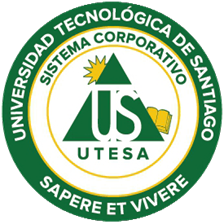 UNIVERSIDAD TECNOLÓGICA DE SANTIAGO
SISTEMA CORPORATIVO
US
UTESA
SAPERE ET VIVERE